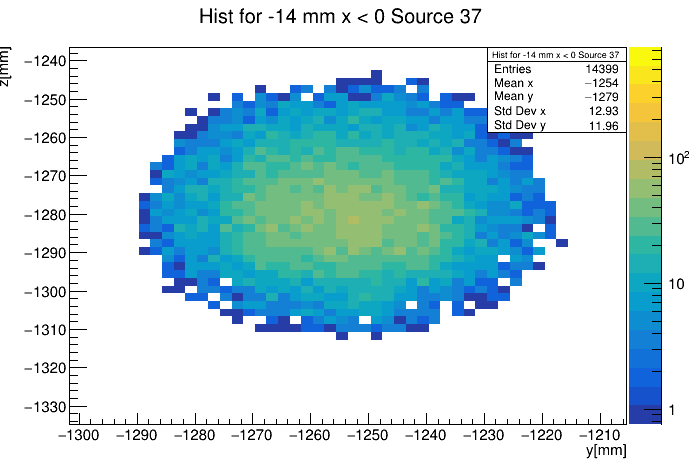 Hist for -14 mm x < 0 Source 37
z[mm]
−1240
−1250
−1260
−1270
−1280
−1290
−1300
−1310
−1320
−1330
Hist for -14 mm x < 0 Source 37
Entries 14399
Mean x −1254
Mean y −1279
Std Dev x 12.93
Std Dev y 11.96
10²
10
1
−1300 −1290 −1280 −1270 −1260 −1250 −1240 −1230 −1220 −1210
y[mm]